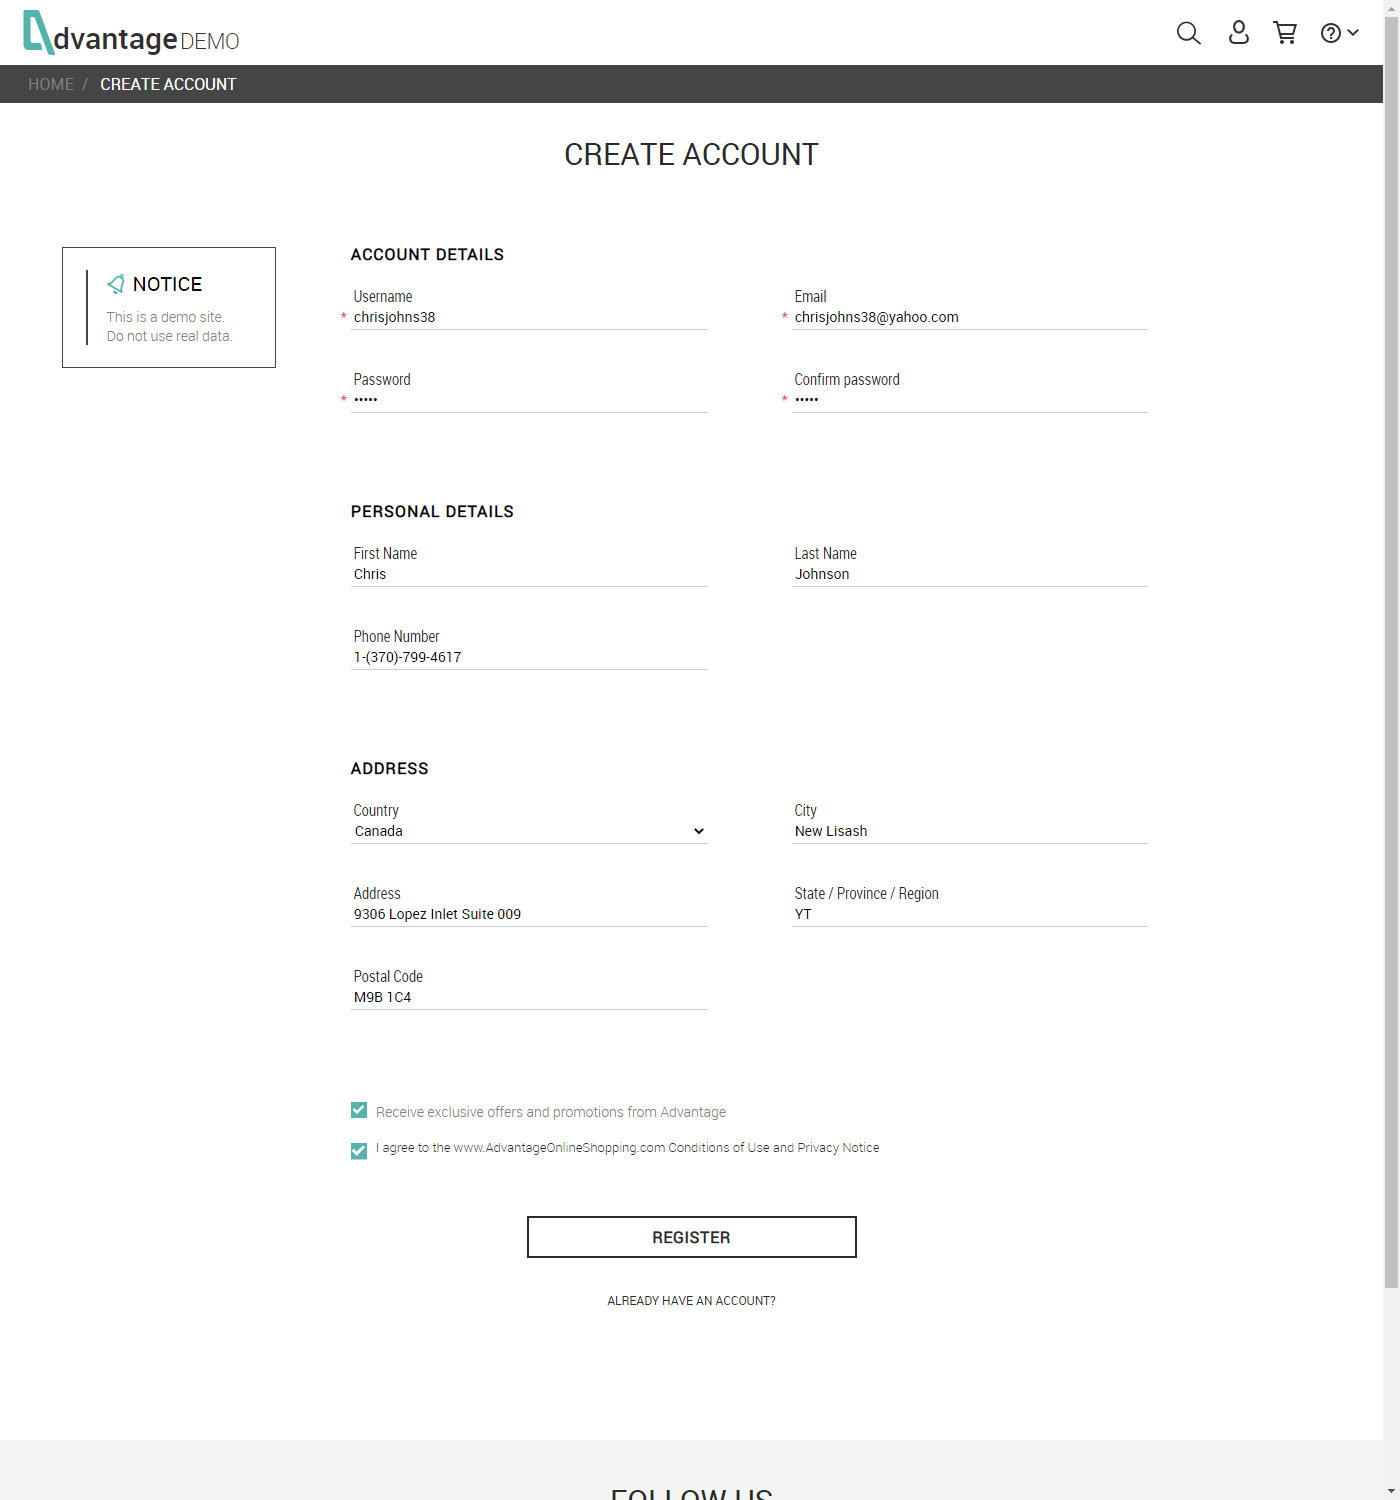 dvantage DEMO
HOME / CREATE ACCOUNT
CREATE ACCOUNT
NOTICE
This is a demo site.
Do not use real data.
ACCOUNT DETAILS
Username
* chrisjohns38
Email
* chrisjohns38@yahoo.com
Password
* •••••
Confirm password
* •••••
PERSONAL DETAILS
First Name
Chris
Last Name
Johnson
Phone Number
1-(370)-799-4617
ADDRESS
Country
Canada
City
New Lisash
Address
9306 Lopez Inlet Suite 009
State / Province / Region
YT
Postal Code
M9B 1C4
Receive exclusive offers and promotions from Advantage
I agree to the www.AdvantageOnlineShopping.com Conditions of Use and Privacy Notice
REGISTER
ALREADY HAVE AN ACCOUNT?
FOLLOW US